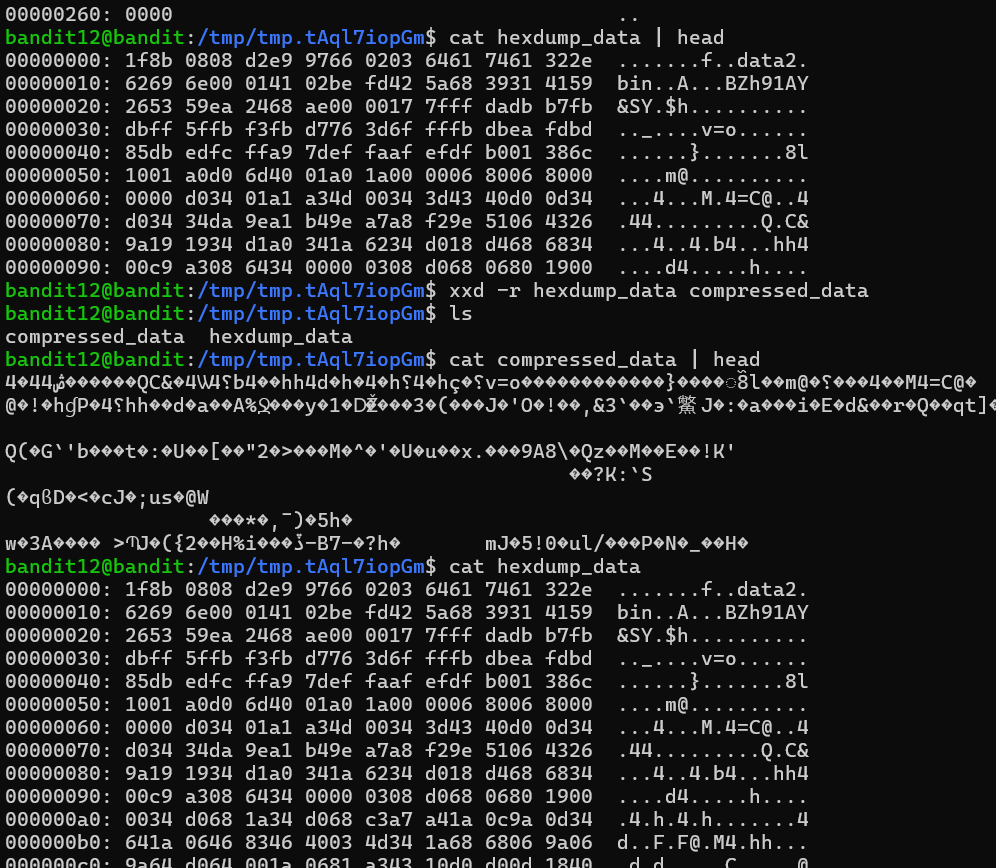 00000260: 0000                                     ..
bandit12@bandit:/tmp/tmp.tAql7iopGm$ cat hexdump_data | head
00000000: 1f8b 0808 d2e9 9766 0203 6461 7461 322e  .......f..data2.
00000010: 6269 6e00 0141 02be fd42 5a68 3931 4159  bin..A...BZh91AY
00000020: 2653 59ea 2468 ae00 0017 7fff dadb b7fb  &SY.$h..........
00000030: dbff 5ffb f3fb d776 3d6f fffb dbea fdbd  .._....v=o......
00000040: 85db edfc ffa9 7def faaf efdf b001 386c  ......}.......8l
00000050: 1001 a0d0 6d40 01a0 1a00 0006 8006 8000  ....m@..........
00000060: 0000 d034 01a1 a34d 0034 3d43 40d0 0d34  ...4...M.4=C@..4
00000070: d034 34da 9ea1 b49e a7a8 f29e 5106 4326  .44.........Q.C&
00000080: 9a19 1934 d1a0 341a 6234 d018 d468 6834  ...4..4.b4...hh4
00000090: 00c9 a308 6434 0000 0308 d068 0680 1900  ....d4.....h....
bandit12@bandit:/tmp/tmp.tAql7iopGm$ xxd -r hexdump_data compressed_data
bandit12@bandit:/tmp/tmp.tAql7iopGm$ ls
compressed_data  hexdump_data
bandit12@bandit:/tmp/tmp.tAql7iopGm$ cat compressed_data | head
bandit12@bandit:/tmp/tmp.tAql7iopGm$ cat hexdump_data
00000000: 1f8b 0808 d2e9 9766 0203 6461 7461 322e  .......f..data2.
00000010: 6269 6e00 0141 02be fd42 5a68 3931 4159  bin..A...BZh91AY
00000020: 2653 59ea 2468 ae00 0017 7fff dadb b7fb  &SY.$h..........
00000030: dbff 5ffb f3fb d776 3d6f fffb dbea fdbd  .._....v=o......
00000040: 85db edfc ffa9 7def faaf efdf b001 386c  ......}.......8l
00000050: 1001 a0d0 6d40 01a0 1a00 0006 8006 8000  ....m@..........
00000060: 0000 d034 01a1 a34d 0034 3d43 40d0 0d34  ...4...M.4=C@..4
00000070: d034 34da 9ea1 b49e a7a8 f29e 5106 4326  .44.........Q.C&
00000080: 9a19 1934 d1a0 341a 6234 d018 d468 6834  ...4..4.b4...hh4
00000090: 00c9 a308 6434 0000 0308 d068 0680 1900  ....d4.....h....
000000a0: 0034 d068 1a34 d068 c3a7 a41a 0c9a 0d34  .4.h.4.h.......4
000000b0: 641a 0646 8346 4003 4d34 1a68 6806 9a06  d..F.F@.M4.hh...